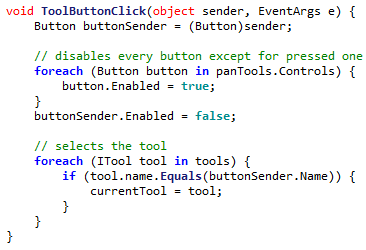 void ToolButtonClick(object sender, EventArgs e) {
    Button buttonSender = (Button)sender;

    // disables every button except for pressed one
    foreach (Button button in panTools.Controls) {
        button.Enabled = true;
    }
    buttonSender.Enabled = false;

    // selects the tool
    foreach (ITool tool in tools) {
        if (tool.name.Equals(buttonSender.Name)) {
            currentTool = tool;
        }
    }
}